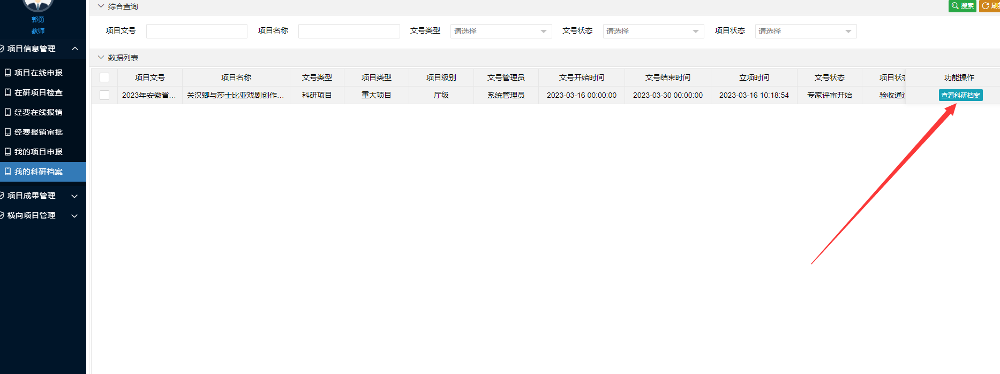 郭勇
教师
项目信息管理
项目在线申报
在研项目检查
经费在线报销
经费报销审批
我的项目申报
我的科研档案
项目成果管理
横向项目管理
综合查询
搜索
刷新
项目文号
项目名称
文号类型 请选择
文号状态 请选择
项目状态 请选择
数据列表
项目文号 项目名称 文号类型 项目类型 项目级别 文号管理员 文号开始时间 文号结束时间 立项时间 文号状态 项目状态 功能操作
2023年安徽省... 关汉卿与莎士比亚戏剧创作... 科研项目 重大项目 厅级 系统管理员 2023-03-16 00:00:00 2023-03-30 00:00:00 2023-03-16 10:18:54 专家评审开始 验收通过 查看科研档案